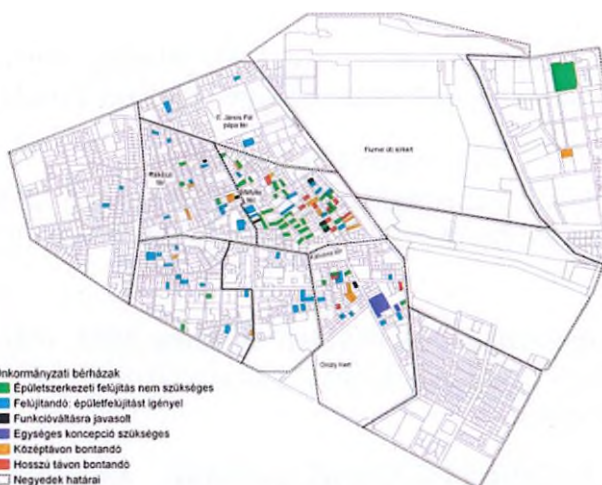 II. János Pál
pápa tér
Fiumei úti sírkert
Rákóczi
tér
Mátyás
tér
Kálvária tér
Orczy kert
Önkormányzati bérházak
Épületszerkezeti felújítás nem szükséges
Felújítandó: épületfelújítást igényel
Funkcióváltásra javasolt
Egységes koncepció szükséges
Középtávon bontandó
Hosszú távon bontandó
Negyedek határai